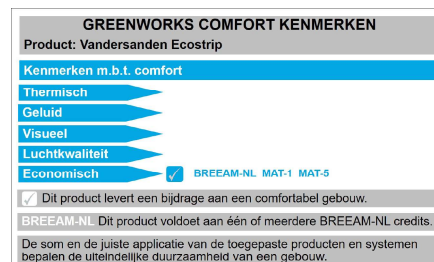 GREENWORKS COMFORT KENMERKEN
Product: Vandersanden Ecostrip
Kenmerken m.b.t. comfort
Thermisch
Geluid
Visueel
Luchtkwaliteit
Economisch BREEAM-NL MAT-1 MAT-5
Dit product levert een bijdrage aan een comfortabel gebouw.
BREEAM-NL Dit product voldoet aan één of meerdere BREEAM-NL credits.
De som en de juiste applicatie van de toegepaste producten en systemen
bepalen de uiteindelijke duurzaamheid van een gebouw.